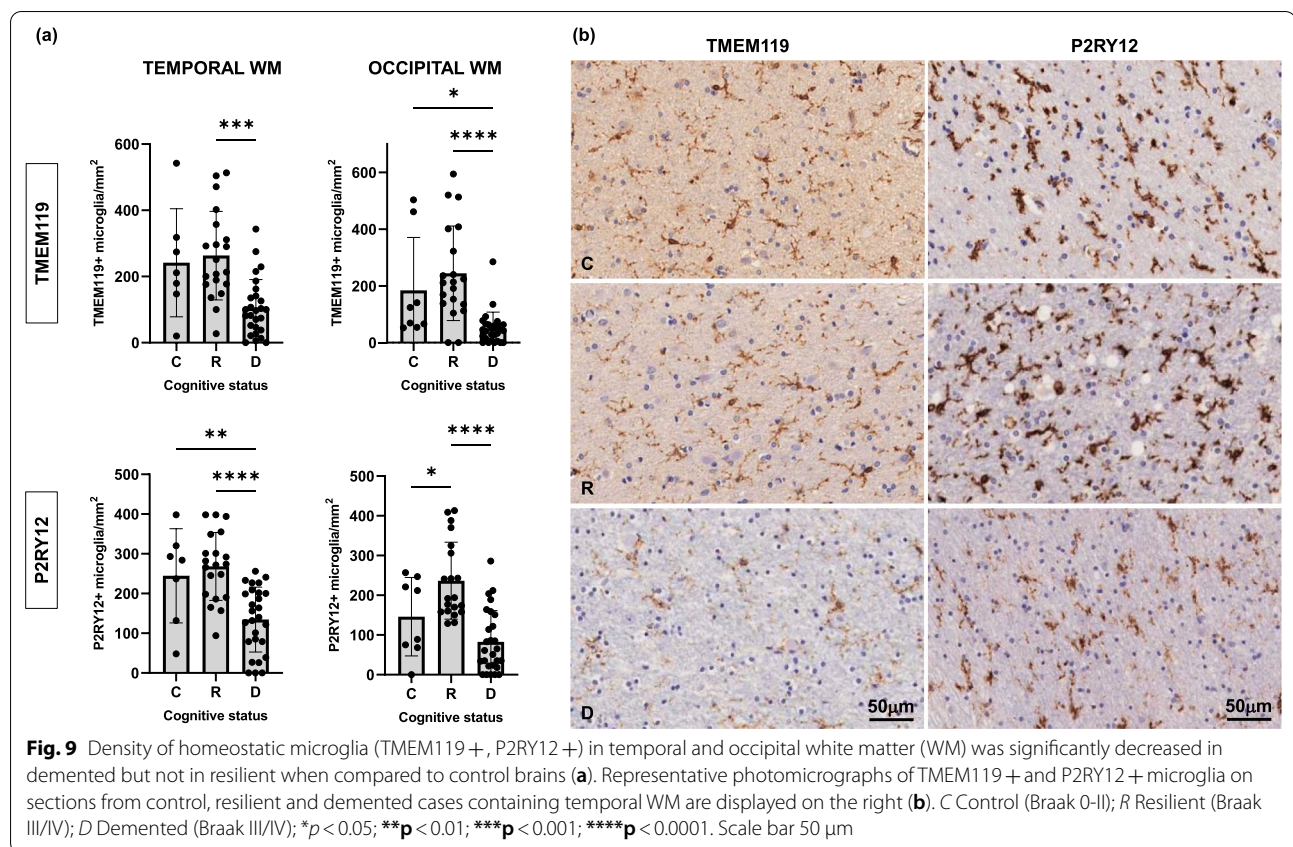 (a)
TEMPORAL WM
OCCIPITAL WM
TMEM119
TMEM119+ microglia/mm²
600
400
200
0
***
C R D
Cognitive status
TMEM119+ microglia/mm²
600
400
200
0
*
****
C R D
Cognitive status
P2RY12
P2RY12+ microglia/mm²
500
400
300
200
100
0
**
****
C R D
Cognitive status
P2RY12+ microglia/mm²
500
400
300
200
100
0
*
****
C R D
Cognitive status
(b)
TMEM119
P2RY12
C
R
D
50µm
50µm
Fig. 9 Density of homeostatic microglia (TMEM119+, P2RY12+) in temporal and occipital white matter (WM) was significantly decreased in
demented but not in resilient when compared to control brains (a). Representative photomicrographs of TMEM119+ and P2RY12+ microglia on
sections from control, resilient and demented cases containing temporal WM are displayed on the right (b). C Control (Braak 0-II); R Resilient (Braak
III/IV); D Demented (Braak III/IV); *p < 0.05; **p < 0.01; ***p < 0.001; ****p < 0.0001. Scale bar 50 µm